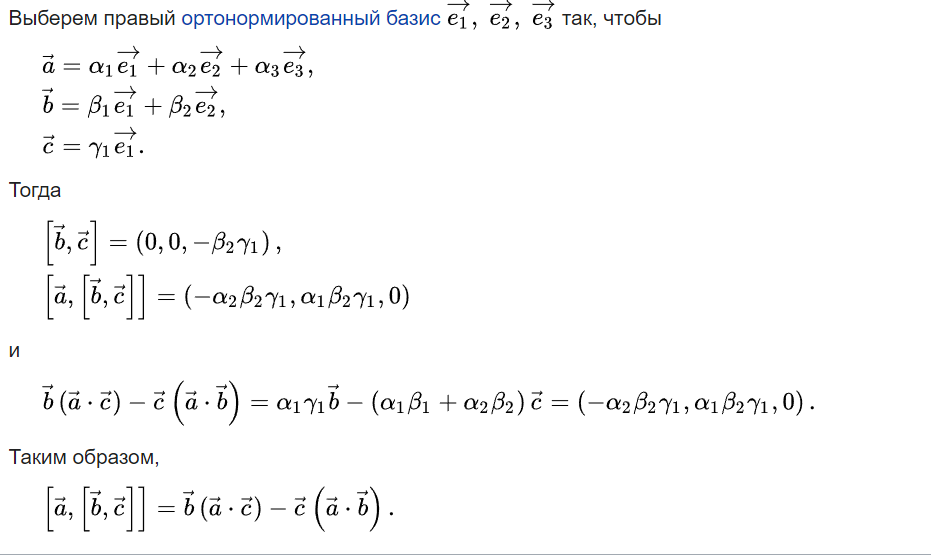 Выберем правый ортонормированный базис $\overrightarrow{e_1}, \overrightarrow{e_2}, \overrightarrow{e_3}$ так, чтобы
$\vec{a} = \alpha_1\overrightarrow{e_1} + \alpha_2\overrightarrow{e_2} + \alpha_3\overrightarrow{e_3},$
$\vec{b} = \beta_1\overrightarrow{e_1} + \beta_2\overrightarrow{e_2},$
$\vec{c} = \gamma_1\overrightarrow{e_1}.$
Тогда
$\left[\vec{b}, \vec{c}\right] = (0, 0, -\beta_2\gamma_1),$
$\left[\vec{a}, \left[\vec{b}, \vec{c}\right]\right] = (-\alpha_2\beta_2\gamma_1, \alpha_1\beta_2\gamma_1, 0)$
и
$\vec{b}\,(\vec{a} \cdot \vec{c}) - \vec{c}\left(\vec{a} \cdot \vec{b}\right) = \alpha_1\gamma_1\vec{b} - (\alpha_1\beta_1 + \alpha_2\beta_2)\,\vec{c} = (-\alpha_2\beta_2\gamma_1, \alpha_1\beta_2\gamma_1, 0).$
Таким образом,
$\left[\vec{a}, \left[\vec{b}, \vec{c}\right]\right] = \vec{b}\,(\vec{a} \cdot \vec{c}) - \vec{c}\left(\vec{a} \cdot \vec{b}\right).$